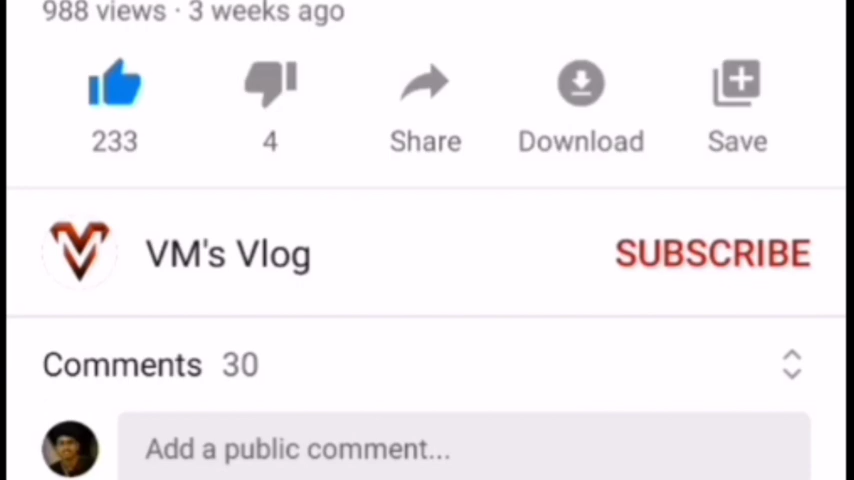 988 views · 3 weeks ago
233 4 Share Download Save
VM's Vlog SUBSCRIBE
Comments 30
Add a public comment...